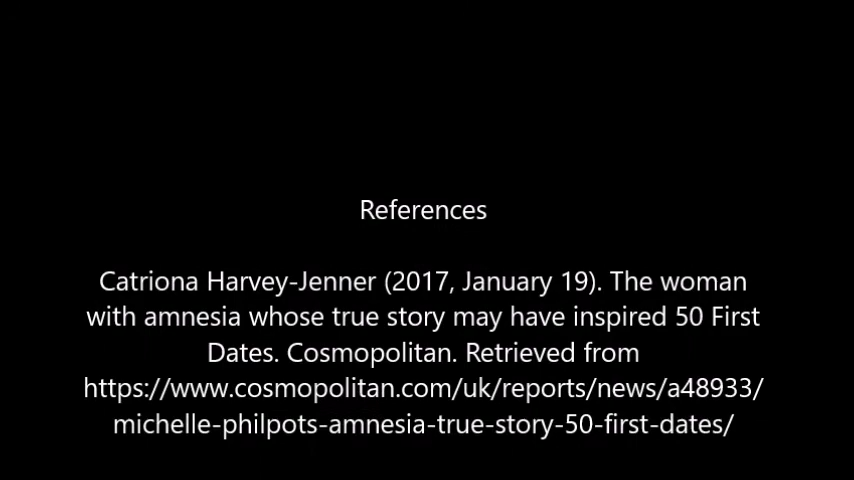 References
Catriona Harvey-Jenner (2017, January 19). The woman
with amnesia whose true story may have inspired 50 First
Dates. Cosmopolitan. Retrieved from
https://www.cosmopolitan.com/uk/reports/news/a48933/
michelle-philpots-amnesia-true-story-50-first-dates/